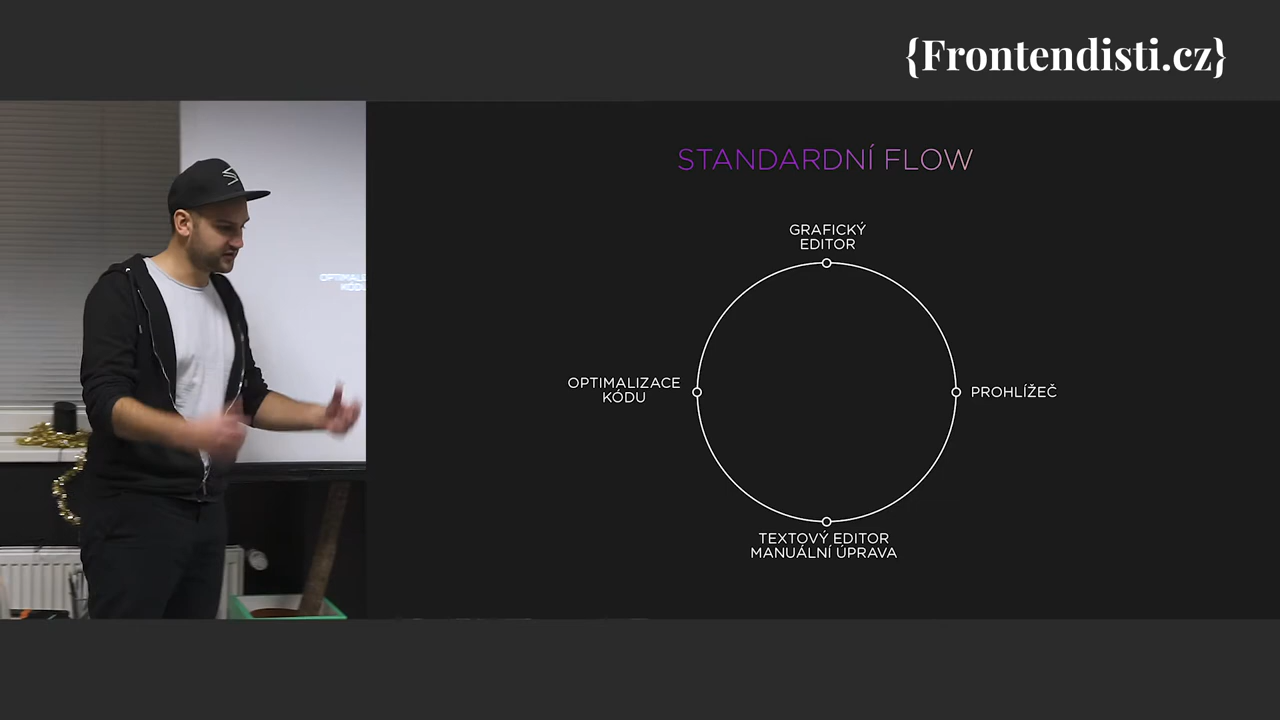 {Frontendisti.cz}
STANDARDNÍ FLOW
GRAFICKÝ
EDITOR
OPTIMALIZACE
KÓDU
PROHLÍŽEČ
TEXTOVÝ EDITOR
MANUÁLNÍ ÚPRAVA